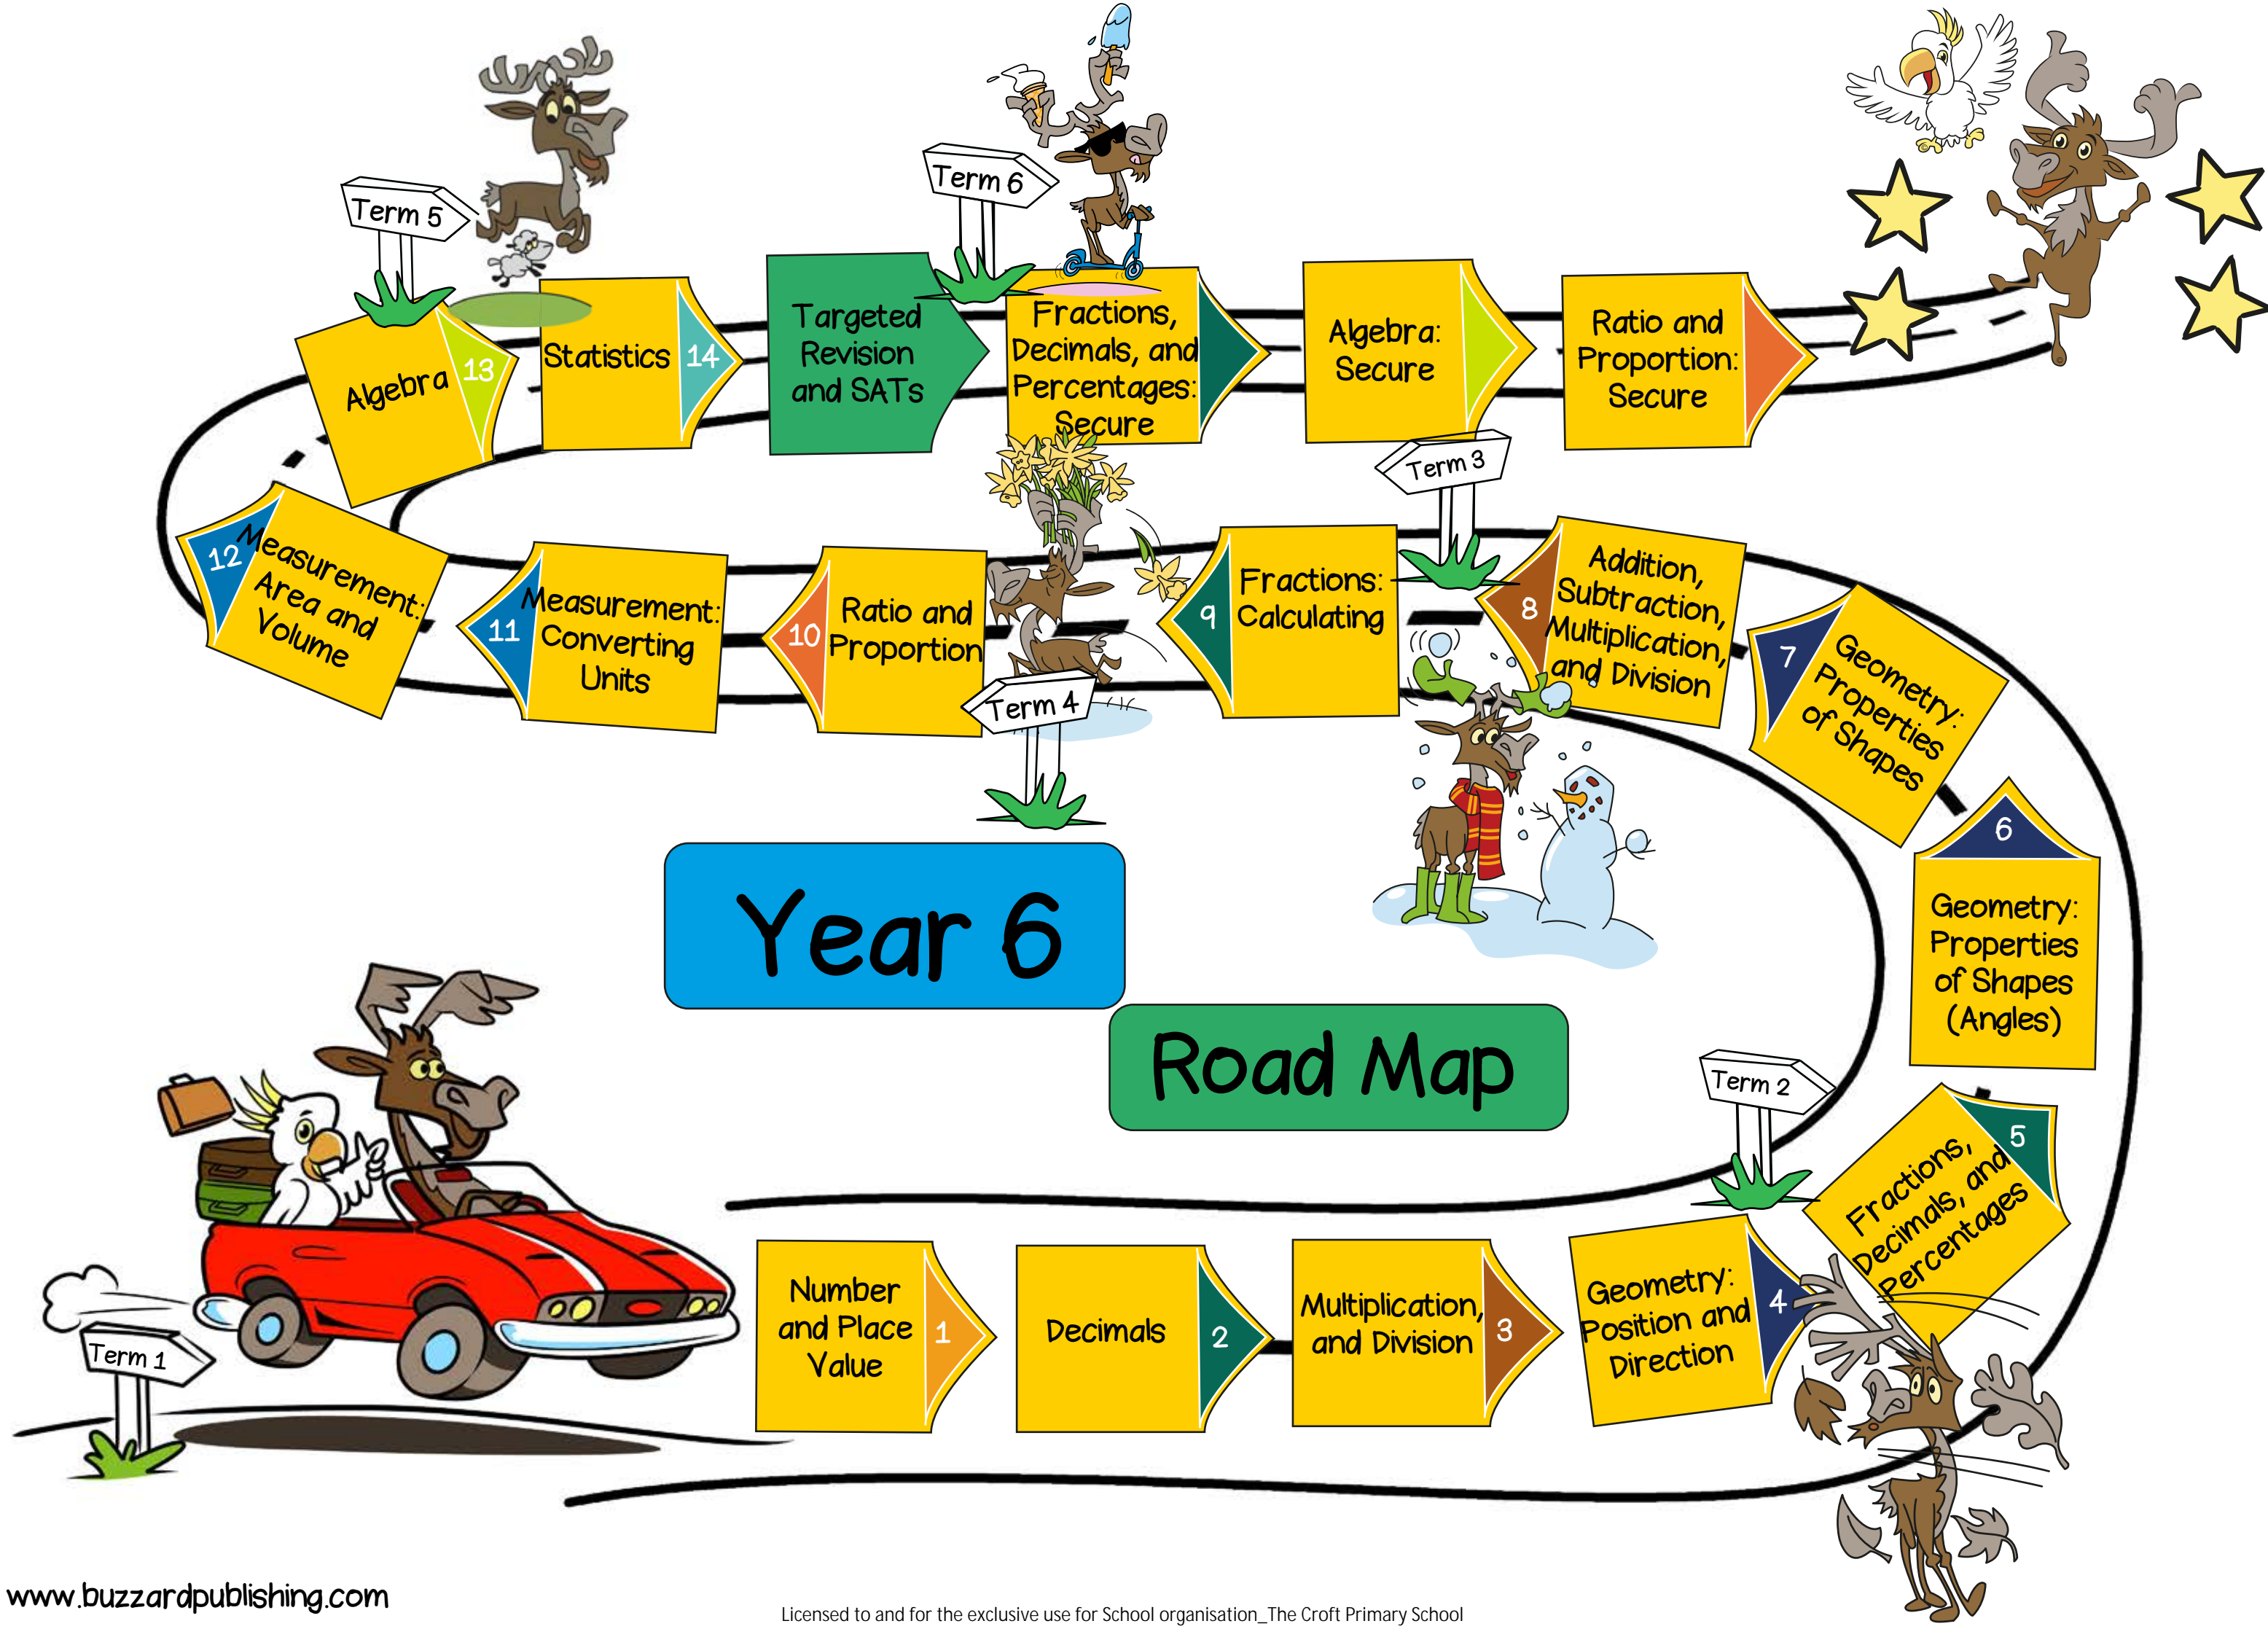 Term 5
Term 6
Algebra
13
Statistics
14
Targeted
Revision
and SATs
Fractions,
Decimals, and
Percentages:
Secure
Algebra:
Secure
Ratio and
Proportion:
Secure
12
Measurement:
Area and
Volume
11
Measurement:
Converting
Units
10
Ratio and
Proportion
Term 4
9
Fractions:
Calculating
Term 3
8
Addition,
Subtraction,
Multiplication,
and Division
7
Geometry:
Properties
of Shapes
6
Geometry:
Properties
of Shapes
(Angles)
Year 6
Road Map
Term 2
5
Fractions,
Decimals, and
Percentages
Term 1
Number
and Place
Value
1
Decimals
2
Multiplication,
and Division
3
Geometry:
Position and
Direction
4
www.buzzardpublishing.com
Licensed to and for the exclusive use for School organisation_The Croft Primary School